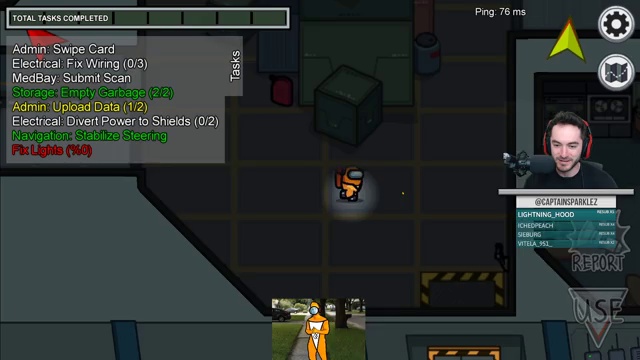 TOTAL TASKS COMPLETED
Ping: 76 ms
Tasks
Admin: Swipe Card
Electrical: Fix Wiring (0/3)
MedBay: Submit Scan
Storage: Empty Garbage (2/2)
Admin: Upload Data (1/2)
Electrical: Divert Power to Shields (0/2)
Navigation: Stabilize Steering
Fix Lights (%0)
@CAPTAINSPARKLEZ
LIGHTNING_HOOD
ICHEDPEACH
SIEBURG
VITELA_951_
REPORT
USE